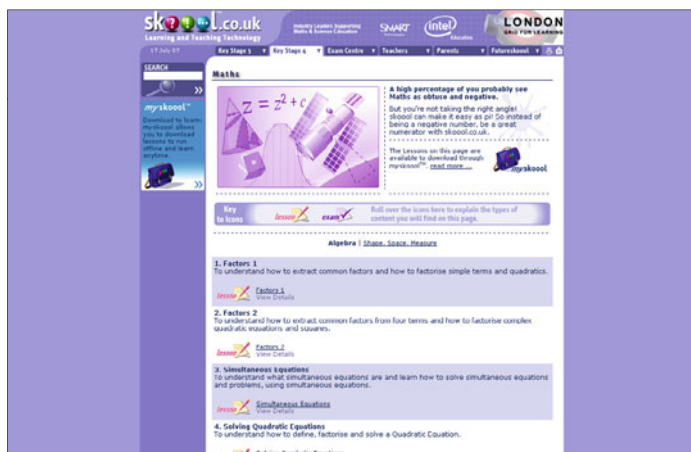 skoool.co.uk
Learning and Teaching Technology
Industry Leaders Supporting
Maths & Science Education
SMART
intel
Education
LONDON
GRID FOR LEARNING
17 July 07
Key Stage 3
Key Stage 4
Exam Centre
Teachers
Parents
Futureskoool
SEARCH
myskoool™
Download to learn:
myskoool allows
you to download
lessons to run
offline and learn
anytime.
Maths
z = z² + c
A high percentage of you probably see
Maths as obtuse and negative.
But you're not taking the right angle!
skoool can make it easy as pi! So instead of
being a negative number, be a great
numerator with skoool.co.uk.
The Lessons on this page are
available to download through
myskoool™. read more ...
myskoool
Key
to Icons
lesson
exam
Roll over the icons here to explain the types of
content you will find on this page.
Algebra | Shape, Space, Measure
1. Factors 1
To understand how to extract common factors and how to factorise simple terms and quadratics.
lesson
Factors 1
View Details
2. Factors 2
To understand how to extract common factors from four terms and how to factorise complex
quadratic equations and squares.
lesson
Factors 2
View Details
3. Simultaneous Equations
To understand what simultaneous equations are and learn how to solve simultaneous equations
and problems, using simultaneous equations.
lesson
Simultaneous Equations
View Details
4. Solving Quadratic Equations
To understand how to define, factorise and solve a Quadratic Equation.